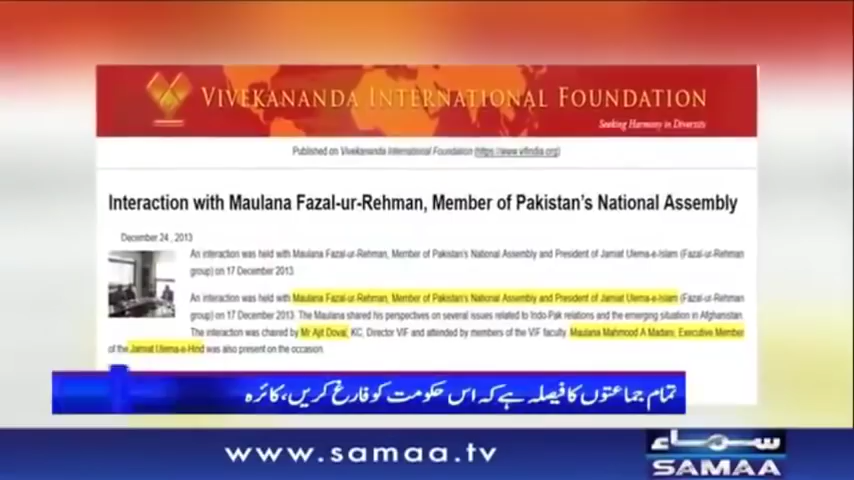 VIVEKANANDA INTERNATIONAL FOUNDATION
Seeking Harmony in Diversity
Published on Vivekananda International Foundation (https://www.vifindia.org)
Interaction with Maulana Fazal-ur-Rehman, Member of Pakistan's National Assembly
December 24 , 2013
An interaction was held with Maulana Fazal-ur-Rehman, Member of Pakistan's National Assembly and President of Jamiat Ulema-e-Islam (Fazal-ur-Rehman
group) on 17 December 2013
An interaction was held with Maulana Fazal-ur-Rehman, Member of Pakistan's National Assembly and President of Jamiat Ulema-e-Islam (Fazal-ur-Rehman
group) on 17 December 2013. The Maulana shared his perspectives on several issues related to Indo-Pak relations and the emerging situation in Afghanistan.
The interaction was chaired by Mr Ajit Doval, KC, Director VIF and attended by members of the VIF faculty. Maulana Mahmood A Madani, Executive Member
of the Jamiat Ulema-e-Hind was also present on the occasion.
تمام جماعتوں کا فیصلہ ہے کہ اس حکومت کو فارغ کریں، کائرہ
www.samaa.tv
سماء
SAMAA